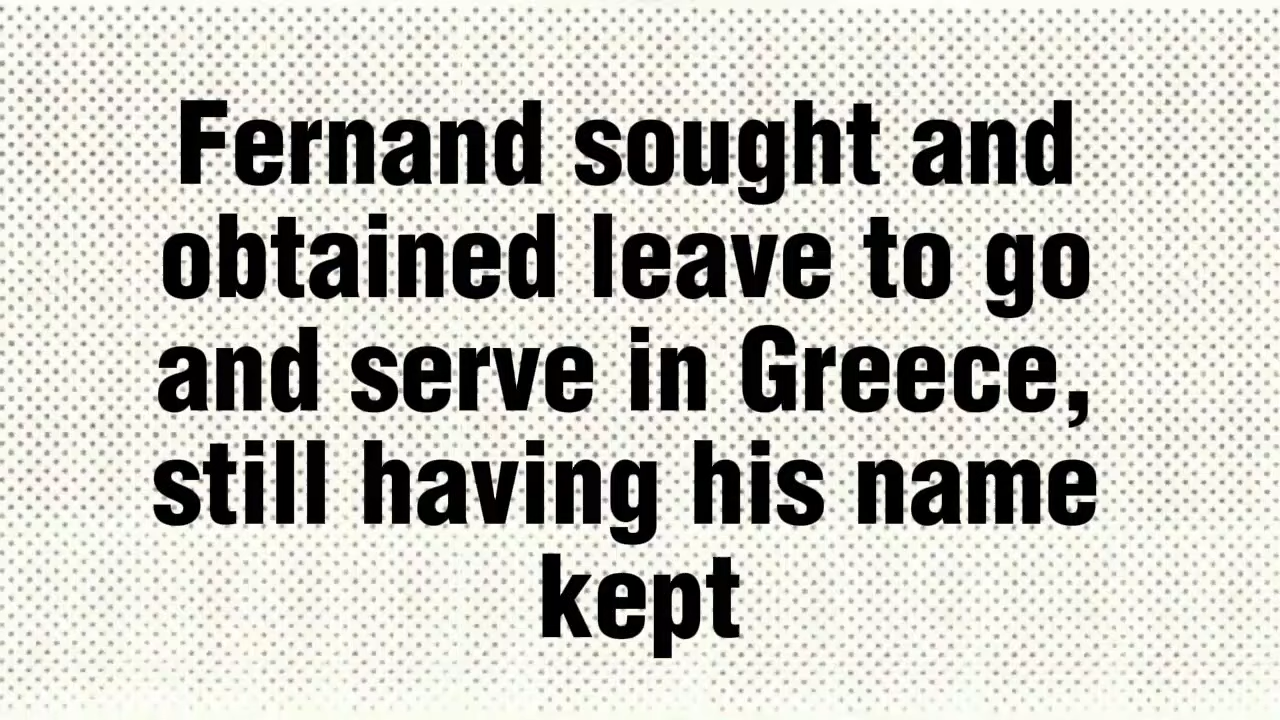 Fernand sought and
obtained leave to go
and serve in Greece,
still having his name
kept